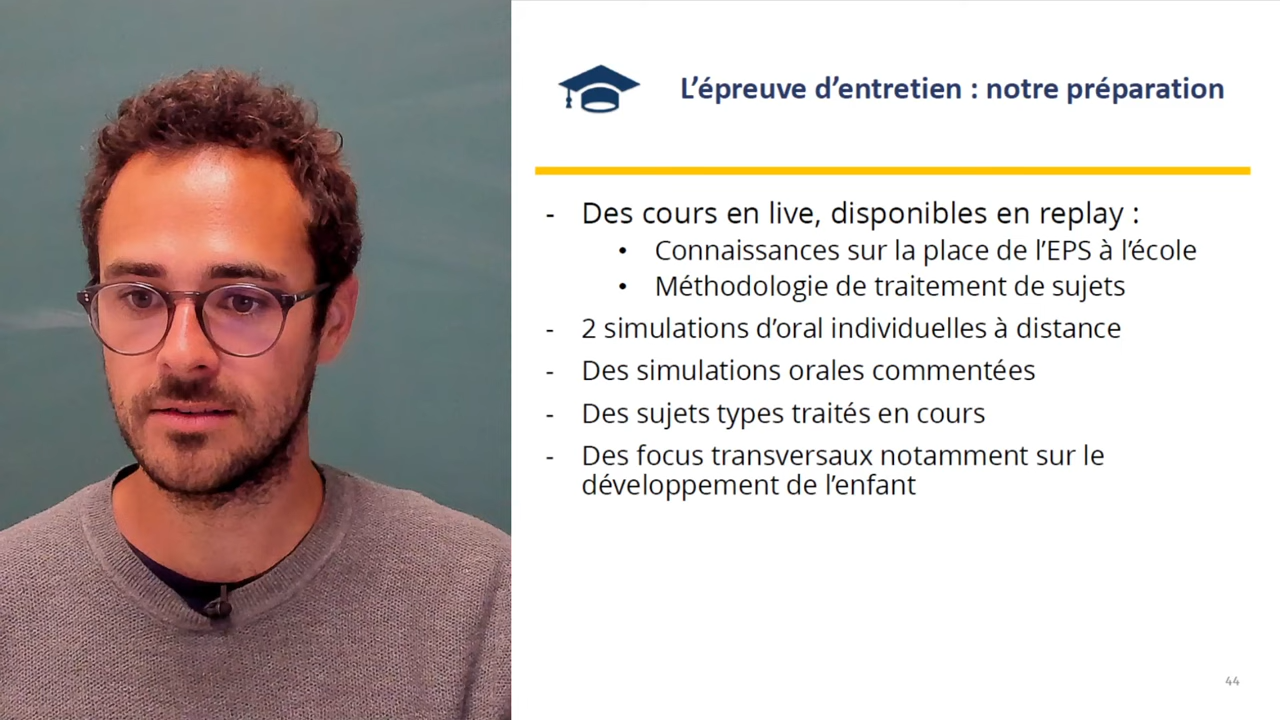 L’épreuve d’entretien : notre préparation
- Des cours en live, disponibles en replay :
• Connaissances sur la place de l’EPS à l’école
• Méthodologie de traitement de sujets
- 2 simulations d’oral individuelles à distance
- Des simulations orales commentées
- Des sujets types traités en cours
- Des focus transversaux notamment sur le
développement de l’enfant
44